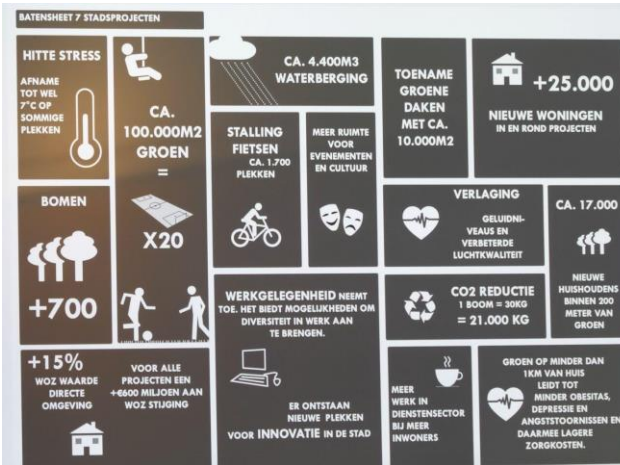 BATENSHEET 7 STADSPROJECTEN
HITTE STRESS
AFNAME
TOT WEL
7°C OP
SOMMIGE
PLEKKEN
CA.
100.000M2
GROEN
=
X20
CA. 4.400M3
WATERBERGING
TOENAME
GROENE
DAKEN
MET CA.
10.000M2
+25.000
NIEUWE WONINGEN
IN EN ROND PROJECTEN
STALLING
FIETSEN
CA. 1.700
PLEKKEN
MEER RUIMTE
VOOR
EVENEMENTEN
EN CULTUUR
BOMEN
+700
VERLAGING
GELUIDNI-
VEAUS EN
VERBETERDE
LUCHTKWALITEIT
CA. 17.000
NIEUWE
HUISHOUDENS
BINNEN 200
METER VAN
GROEN
WERKGELEGENHEID NEEMT
TOE. HET BIEDT MOGELIJKHEDEN OM
DIVERSITEIT IN WERK AAN
TE BRENGEN.
ER ONTSTAAN
NIEUWE PLEKKEN
VOOR INNOVATIE IN DE STAD
CO2 REDUCTIE
1 BOOM = 30KG
= 21.000 KG
+15%
WOZ WAARDE
DIRECTE
OMGEVING
VOOR ALLE
PROJECTEN EEN
+€600 MILJOEN AAN
WOZ STIJGING
MEER
WERK IN
DIENSTENSECTOR
BIJ MEER
INWONERS
GROEN OP MINDER DAN
1KM VAN HUIS
LEIDT TOT
MINDER OBESITAS,
DEPRESSIE EN
ANGSTSTOORNISSEN EN
DAARMEE LAGERE
ZORGKOSTEN.